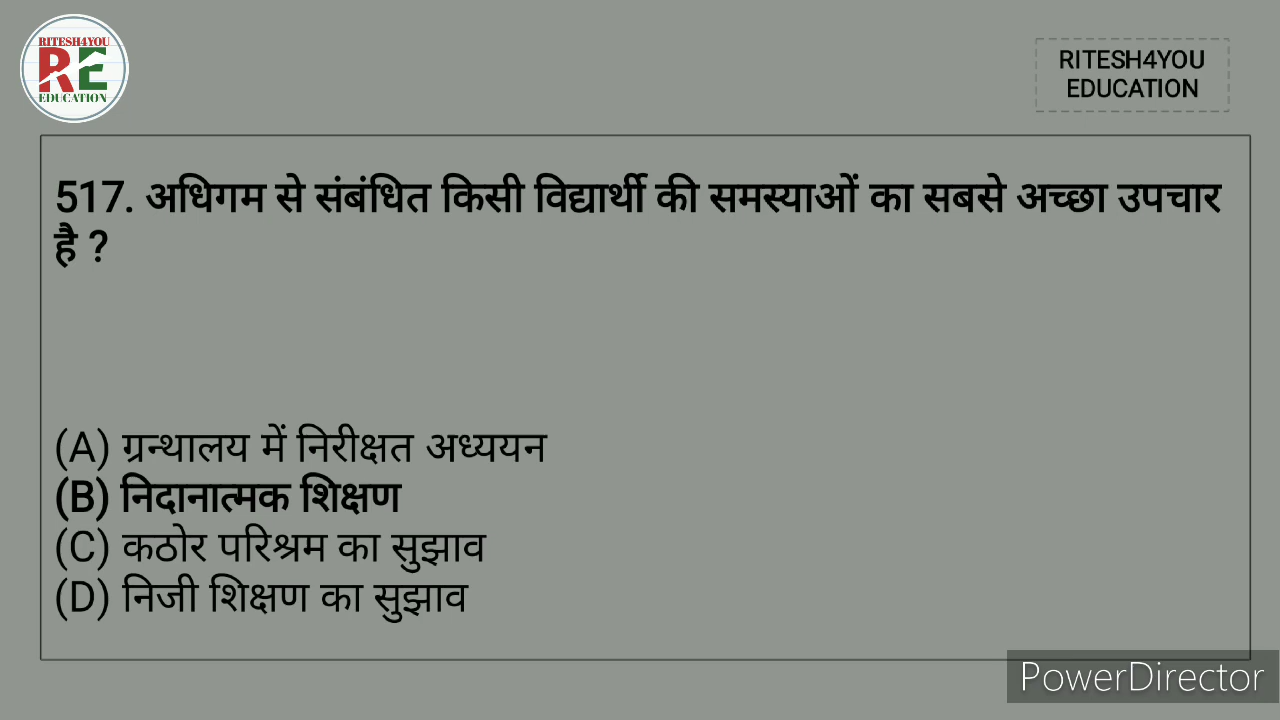 RITESH4YOU
RE
EDUCATION
RITESH4YOU
EDUCATION
517. अधिगम से संबंधित किसी विद्यार्थी की समस्याओं का सबसे अच्छा उपचार
है ?
(A) ग्रन्थालय में निरीक्षत अध्ययन
(B) निदानात्मक शिक्षण
(C) कठोर परिश्रम का सुझाव
(D) निजी शिक्षण का सुझाव
PowerDirector